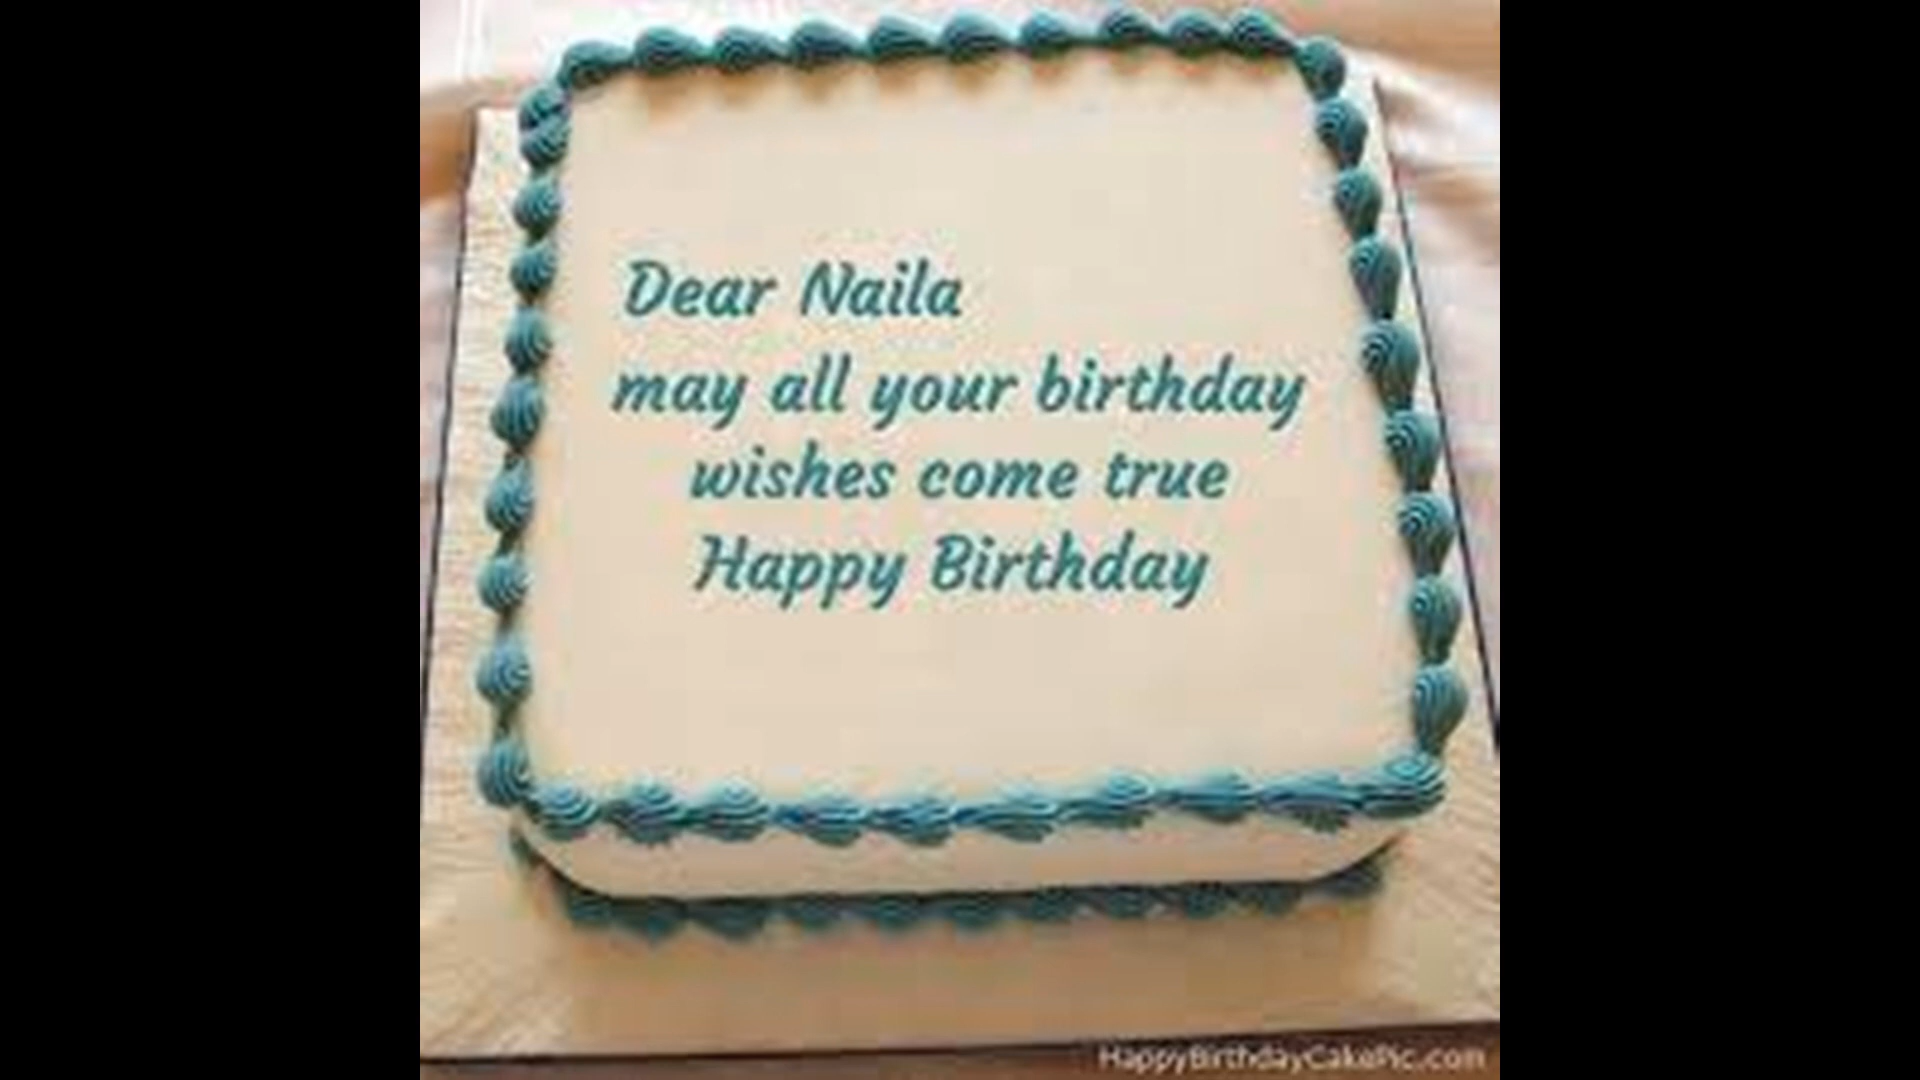 Dear Naila
may all your birthday
wishes come true
Happy Birthday
HappyBirthdayCakePic.com